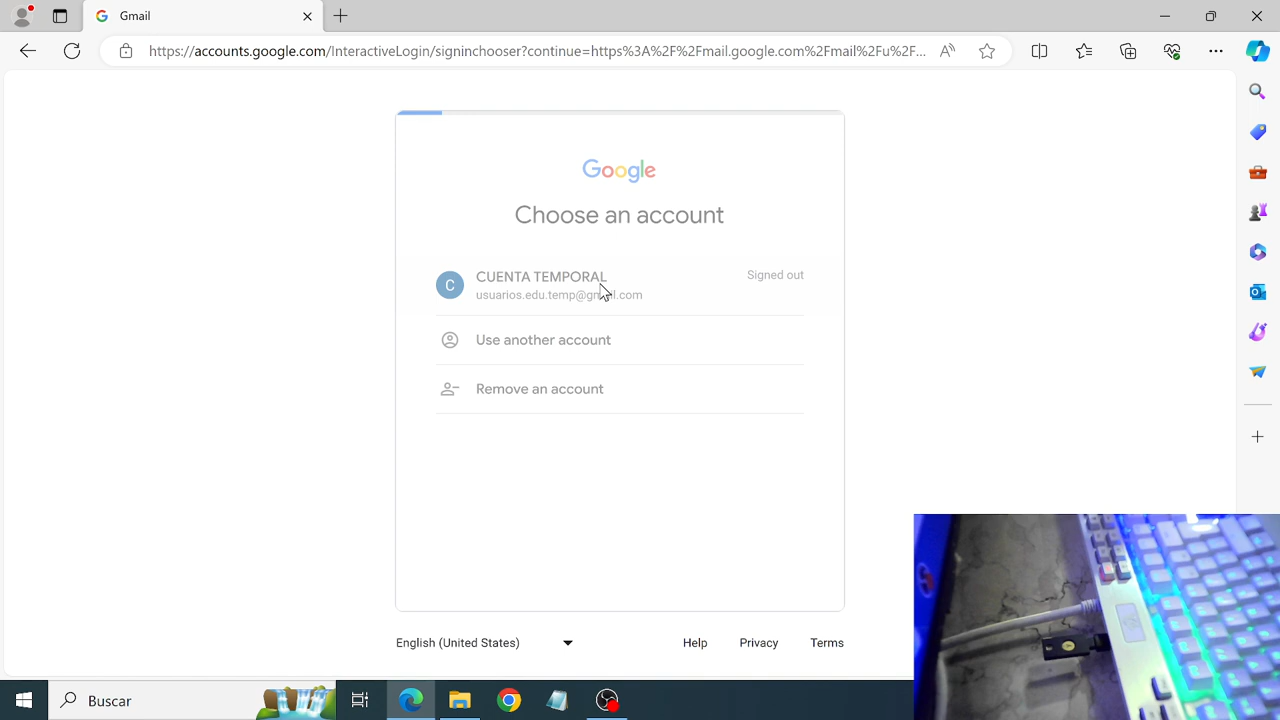 Gmail
https://accounts.google.com/InteractiveLogin/signinchooser?continue=https%3A%2F%2Fmail.google.com%2Fmail%2Fu%2F...
Google
Choose an account
C
CUENTA TEMPORAL
Signed out
usuarios.edu.temp@gmail.com
Use another account
Remove an account
English (United States)
Help
Privacy
Terms
Buscar